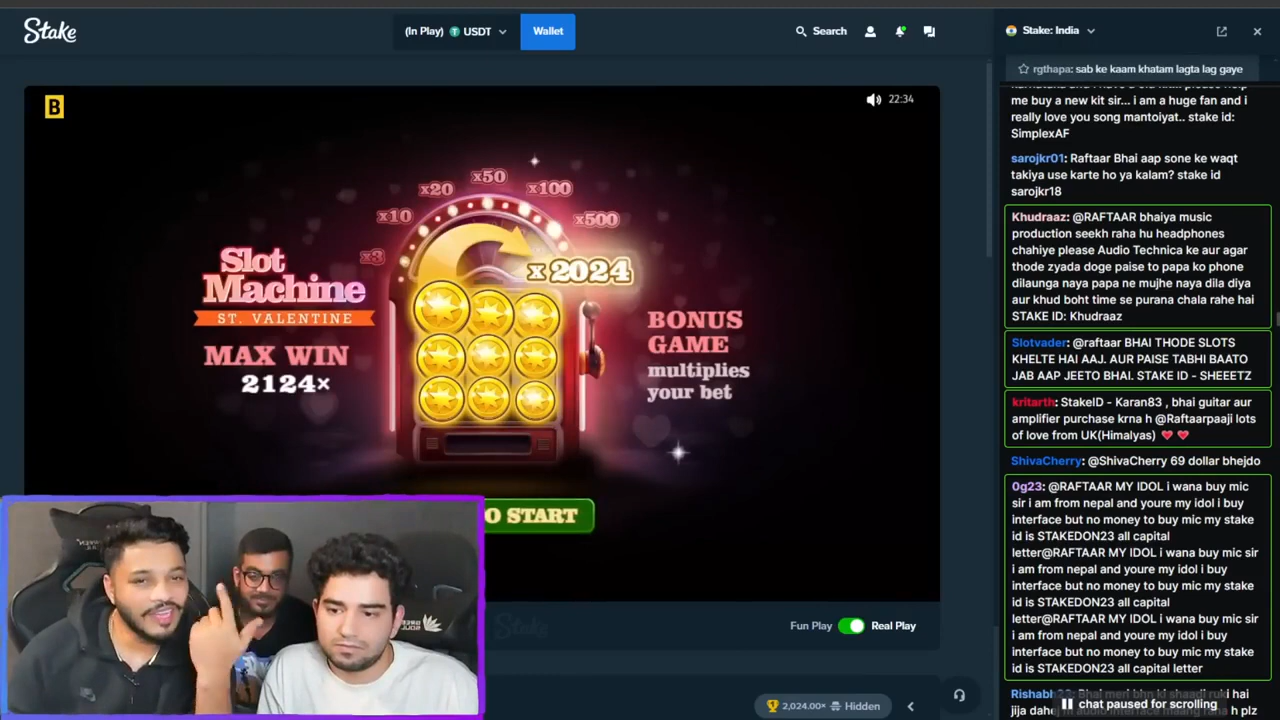 Stake
(In Play) USDT
Wallet
Search
Stake: India
rgthapa: sab ke kaam khatam lagta lag gaye
B
22:34
x3
x10
x20
x50
x100
x500
x2024
Slot
Machine
ST. VALENTINE
MAX WIN
2124×
BONUS
GAME
multiplies
your bet
O START
Stake
Fun Play
Real Play
2,024.00×
Hidden
me buy a new kit sir... i am a huge fan and i
really love you song mantoiyat.. stake id:
SimplexAF
sarojkr01: Raftaar Bhai aap sone ke waqt
takiya use karte ho ya kalam? stake id
sarojkr18
Khudraaz: @RAFTAAR bhaiya music
production seekh raha hu headphones
chahiye please Audio Technica ke aur agar
thode zyada doge paise to papa ko phone
dilaunga naya papa ne mujhe naya dila diya
aur khud boht time se purana chala rahe hai
STAKE ID: Khudraaz
Slotvader: @raftaar BHAI THODE SLOTS
KHELTE HAI AAJ. AUR PAISE TABHI BAATO
JAB AAP JEETO BHAI. STAKE ID - SHEEETZ
kritarth: StakeID - Karan83 , bhai guitar aur
amplifier purchase krna h @Raftaarpaaji lots
of love from UK(Himalyas) ❤️ ❤️
ShivaCherry: @ShivaCherry 69 dollar bhejdo
0g23: @RAFTAAR MY IDOL i wana buy mic
sir i am from nepal and youre my idol i buy
interface but no money to buy mic my stake
id is STAKEDON23 all capital
letter@RAFTAAR MY IDOL i wana buy mic sir
i am from nepal and youre my idol i buy
interface but no money to buy mic my stake
id is STAKEDON23 all capital
letter@RAFTAAR MY IDOL i wana buy mic sir
i am from nepal and youre my idol i buy
interface but no money to buy mic my stake
id is STAKEDON23 all capital letter
chat paused for scrolling